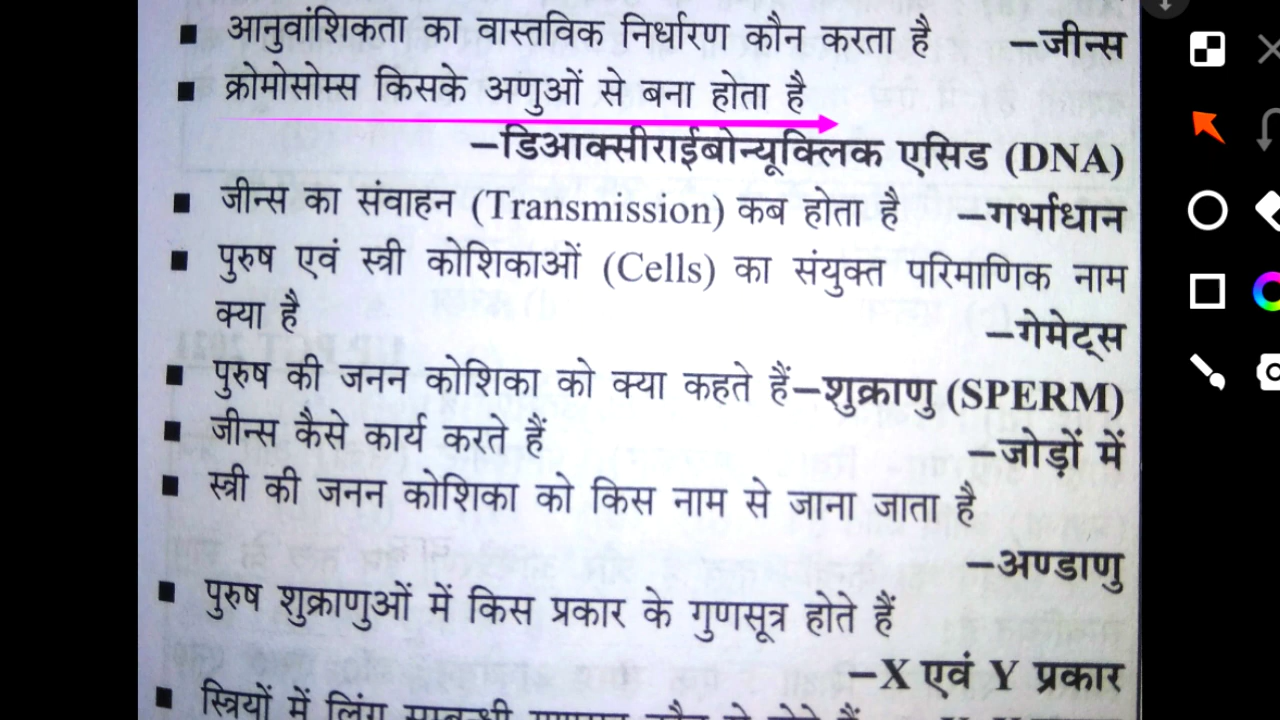 ▪ आनुवांशिकता का वास्तविक निर्धारण कौन करता है –जीन्स
▪ क्रोमोसोम्स किसके अणुओं से बना होता है
–डिआक्सीराईबोन्यूक्लिक एसिड (DNA)
▪ जीन्स का संवाहन (Transmission) कब होता है –गर्भाधान
▪ पुरुष एवं स्त्री कोशिकाओं (Cells) का संयुक्त परिमाणिक नाम
क्या है –गेमेट्स
▪ पुरुष की जनन कोशिका को क्या कहते हैं–शुक्राणु (SPERM)
▪ जीन्स कैसे कार्य करते हैं –जोड़ों में
▪ स्त्री की जनन कोशिका को किस नाम से जाना जाता है
–अण्डाणु
▪ पुरुष शुक्राणुओं में किस प्रकार के गुणसूत्र होते हैं
–X एवं Y प्रकार
▪ स्त्रियों में लिंग